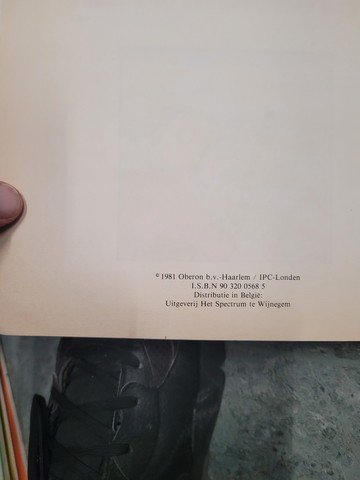 © 1981 Oberon b.v.-Haarlem / IPC-Londen
I.S.B.N 90 320 0568 5
Distributie in België:
Uitgeverij Het Spectrum te Wijnegem